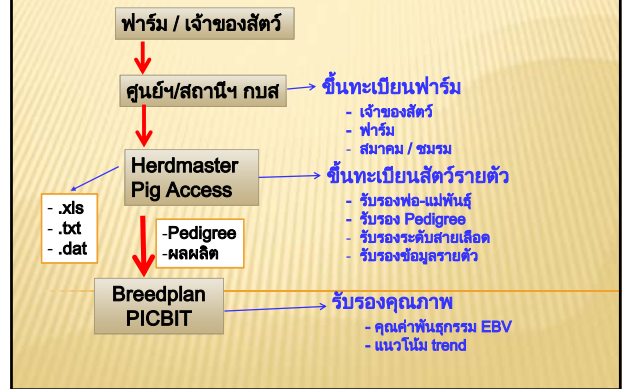 ฟาร์ม / เจ้าของสัตว์
ศูนย์ฯ/สถานีฯ กบส
ขึ้นทะเบียนฟาร์ม
- เจ้าของสัตว์
- ฟาร์ม
- สมาคม / ชมรม
Herdmaster
Pig Access
ขึ้นทะเบียนสัตว์รายตัว
- รับรองพ่อ-แม่พันธุ์
- รับรอง Pedigree
- รับรองระดับสายเลือด
- รับรองข้อมูลรายตัว
- .xls
- .txt
- .dat
-Pedigree
-ผลผลิต
Breedplan
PICBIT
รับรองคุณภาพ
- คุณค่าพันธุกรรม EBV
- แนวโน้ม trend